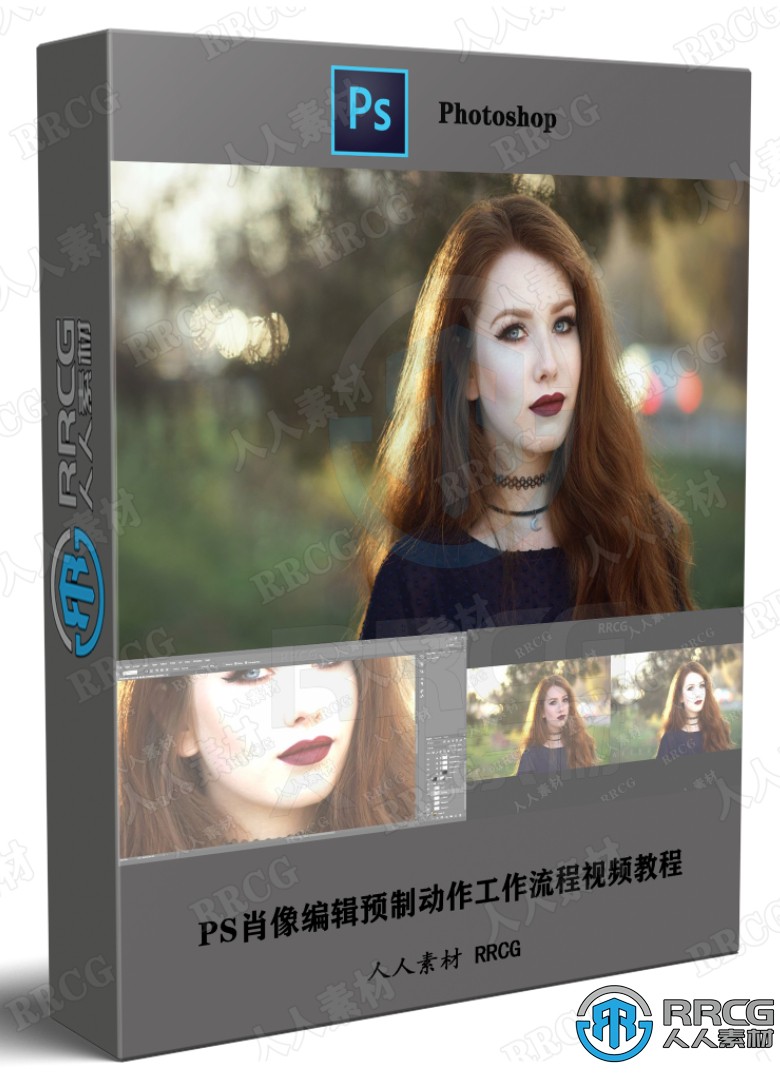 Ps
Photoshop
RRCG
人人素材
PS肖像编辑预制动作工作流程视频教程
人人素材 RRCG
RRCG
人人素材